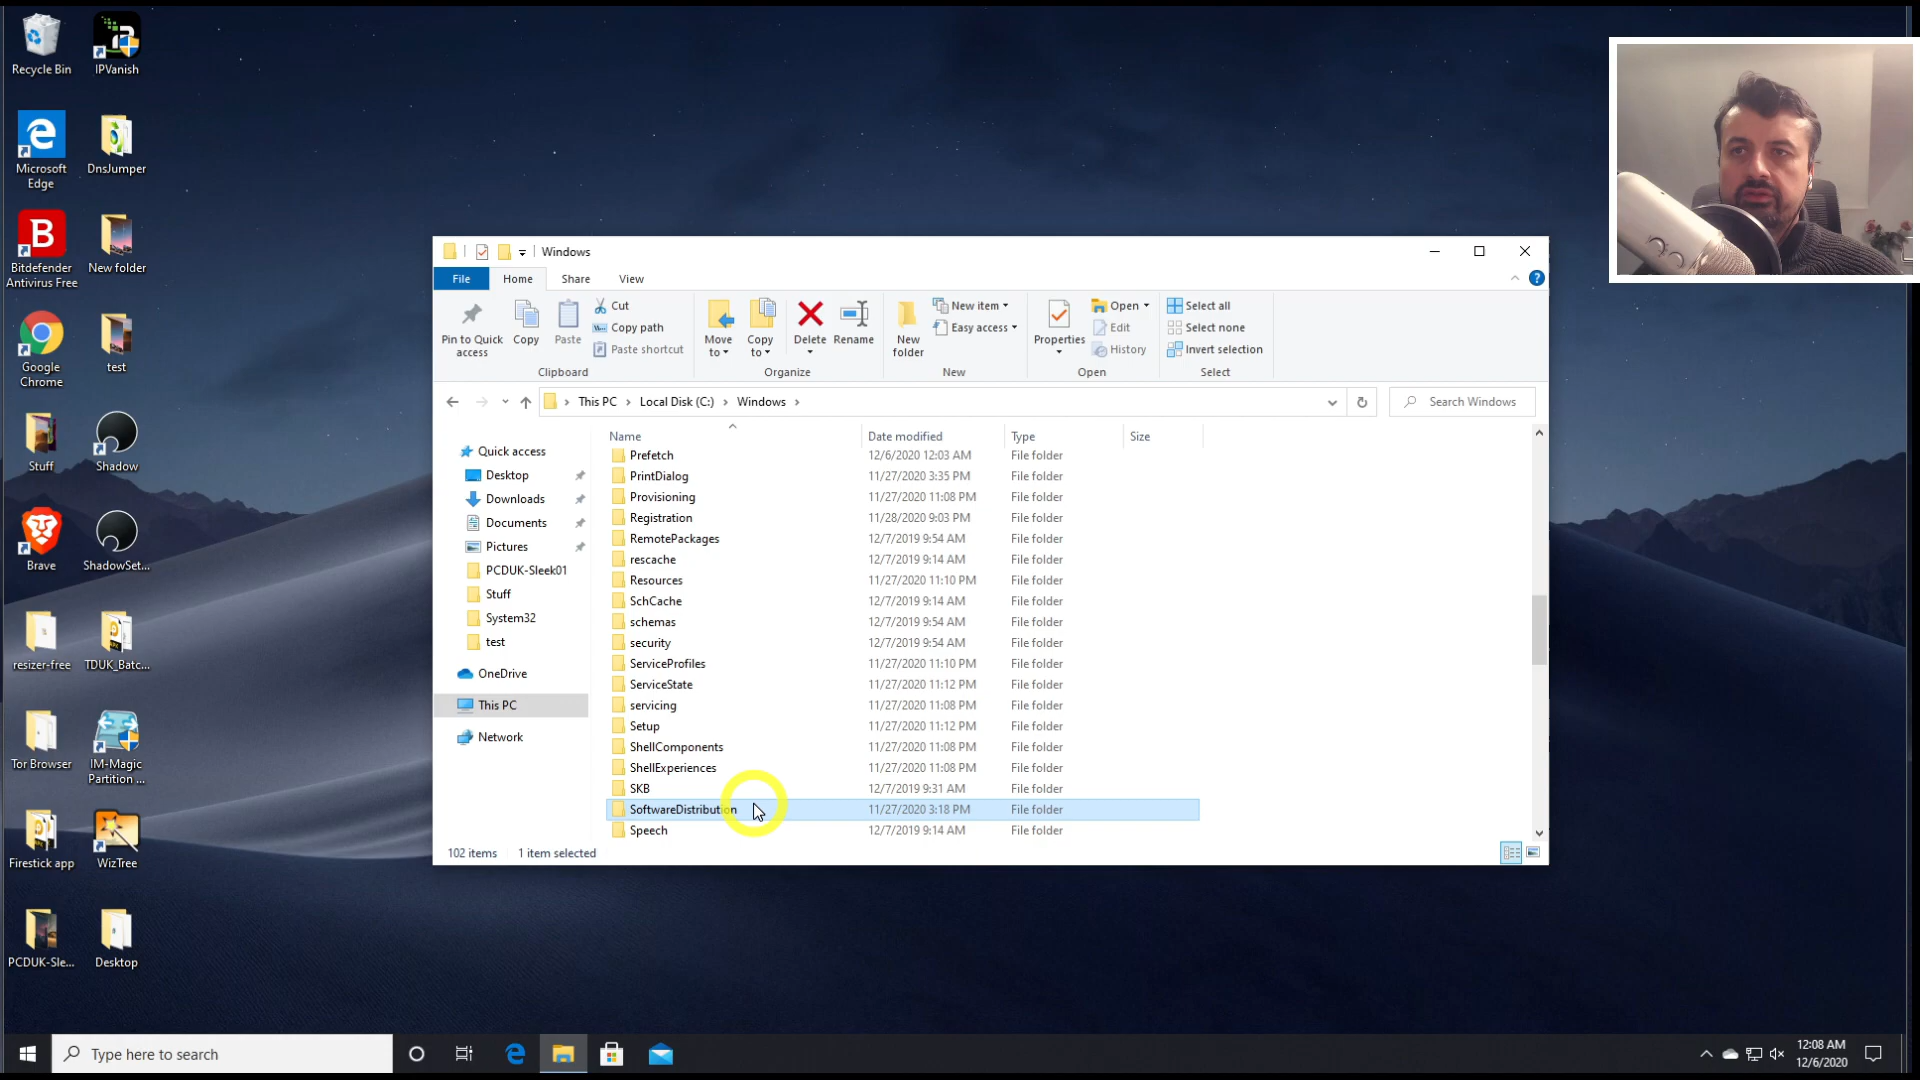 Recycle Bin
IPVanish
Microsoft Edge
DnsJumper
Bitdefender Antivirus Free
New folder
Google Chrome
test
Stuff
Shadow
Brave
ShadowSet...
resizer-free
TDUK_Batc...
Tor Browser
IM-Magic Partition ...
Firestick app
WizTree
PCDUK-Sle...
Desktop
Windows
File Home Share View
Pin to Quick access
Copy
Paste
Cut
Copy path
Paste shortcut
Clipboard
Move to
Copy to
Delete
Rename
Organize
New folder
New item
Easy access
New
Properties
Open
Edit
History
Open
Select all
Select none
Invert selection
Select
This PC > Local Disk (C:) > Windows >
Search Windows
Quick access
Desktop
Downloads
Documents
Pictures
PCDUK-Sleek01
Stuff
System32
test
OneDrive
This PC
Network
Name Date modified Type Size
Prefetch 12/6/2020 12:03 AM File folder
PrintDialog 11/27/2020 3:35 PM File folder
Provisioning 11/27/2020 11:08 PM File folder
Registration 11/28/2020 9:03 PM File folder
RemotePackages 12/7/2019 9:54 AM File folder
rescache 12/7/2019 9:14 AM File folder
Resources 11/27/2020 11:10 PM File folder
SchCache 12/7/2019 9:14 AM File folder
schemas 12/7/2019 9:54 AM File folder
security 12/7/2019 9:54 AM File folder
ServiceProfiles 11/27/2020 11:10 PM File folder
ServiceState 11/27/2020 11:12 PM File folder
servicing 11/27/2020 11:08 PM File folder
Setup 11/27/2020 11:12 PM File folder
ShellComponents 11/27/2020 11:08 PM File folder
ShellExperiences 11/27/2020 11:08 PM File folder
SKB 12/7/2019 9:31 AM File folder
SoftwareDistribution 11/27/2020 3:18 PM File folder
Speech 12/7/2019 9:14 AM File folder
102 items 1 item selected
Type here to search
12:08 AM
12/6/2020